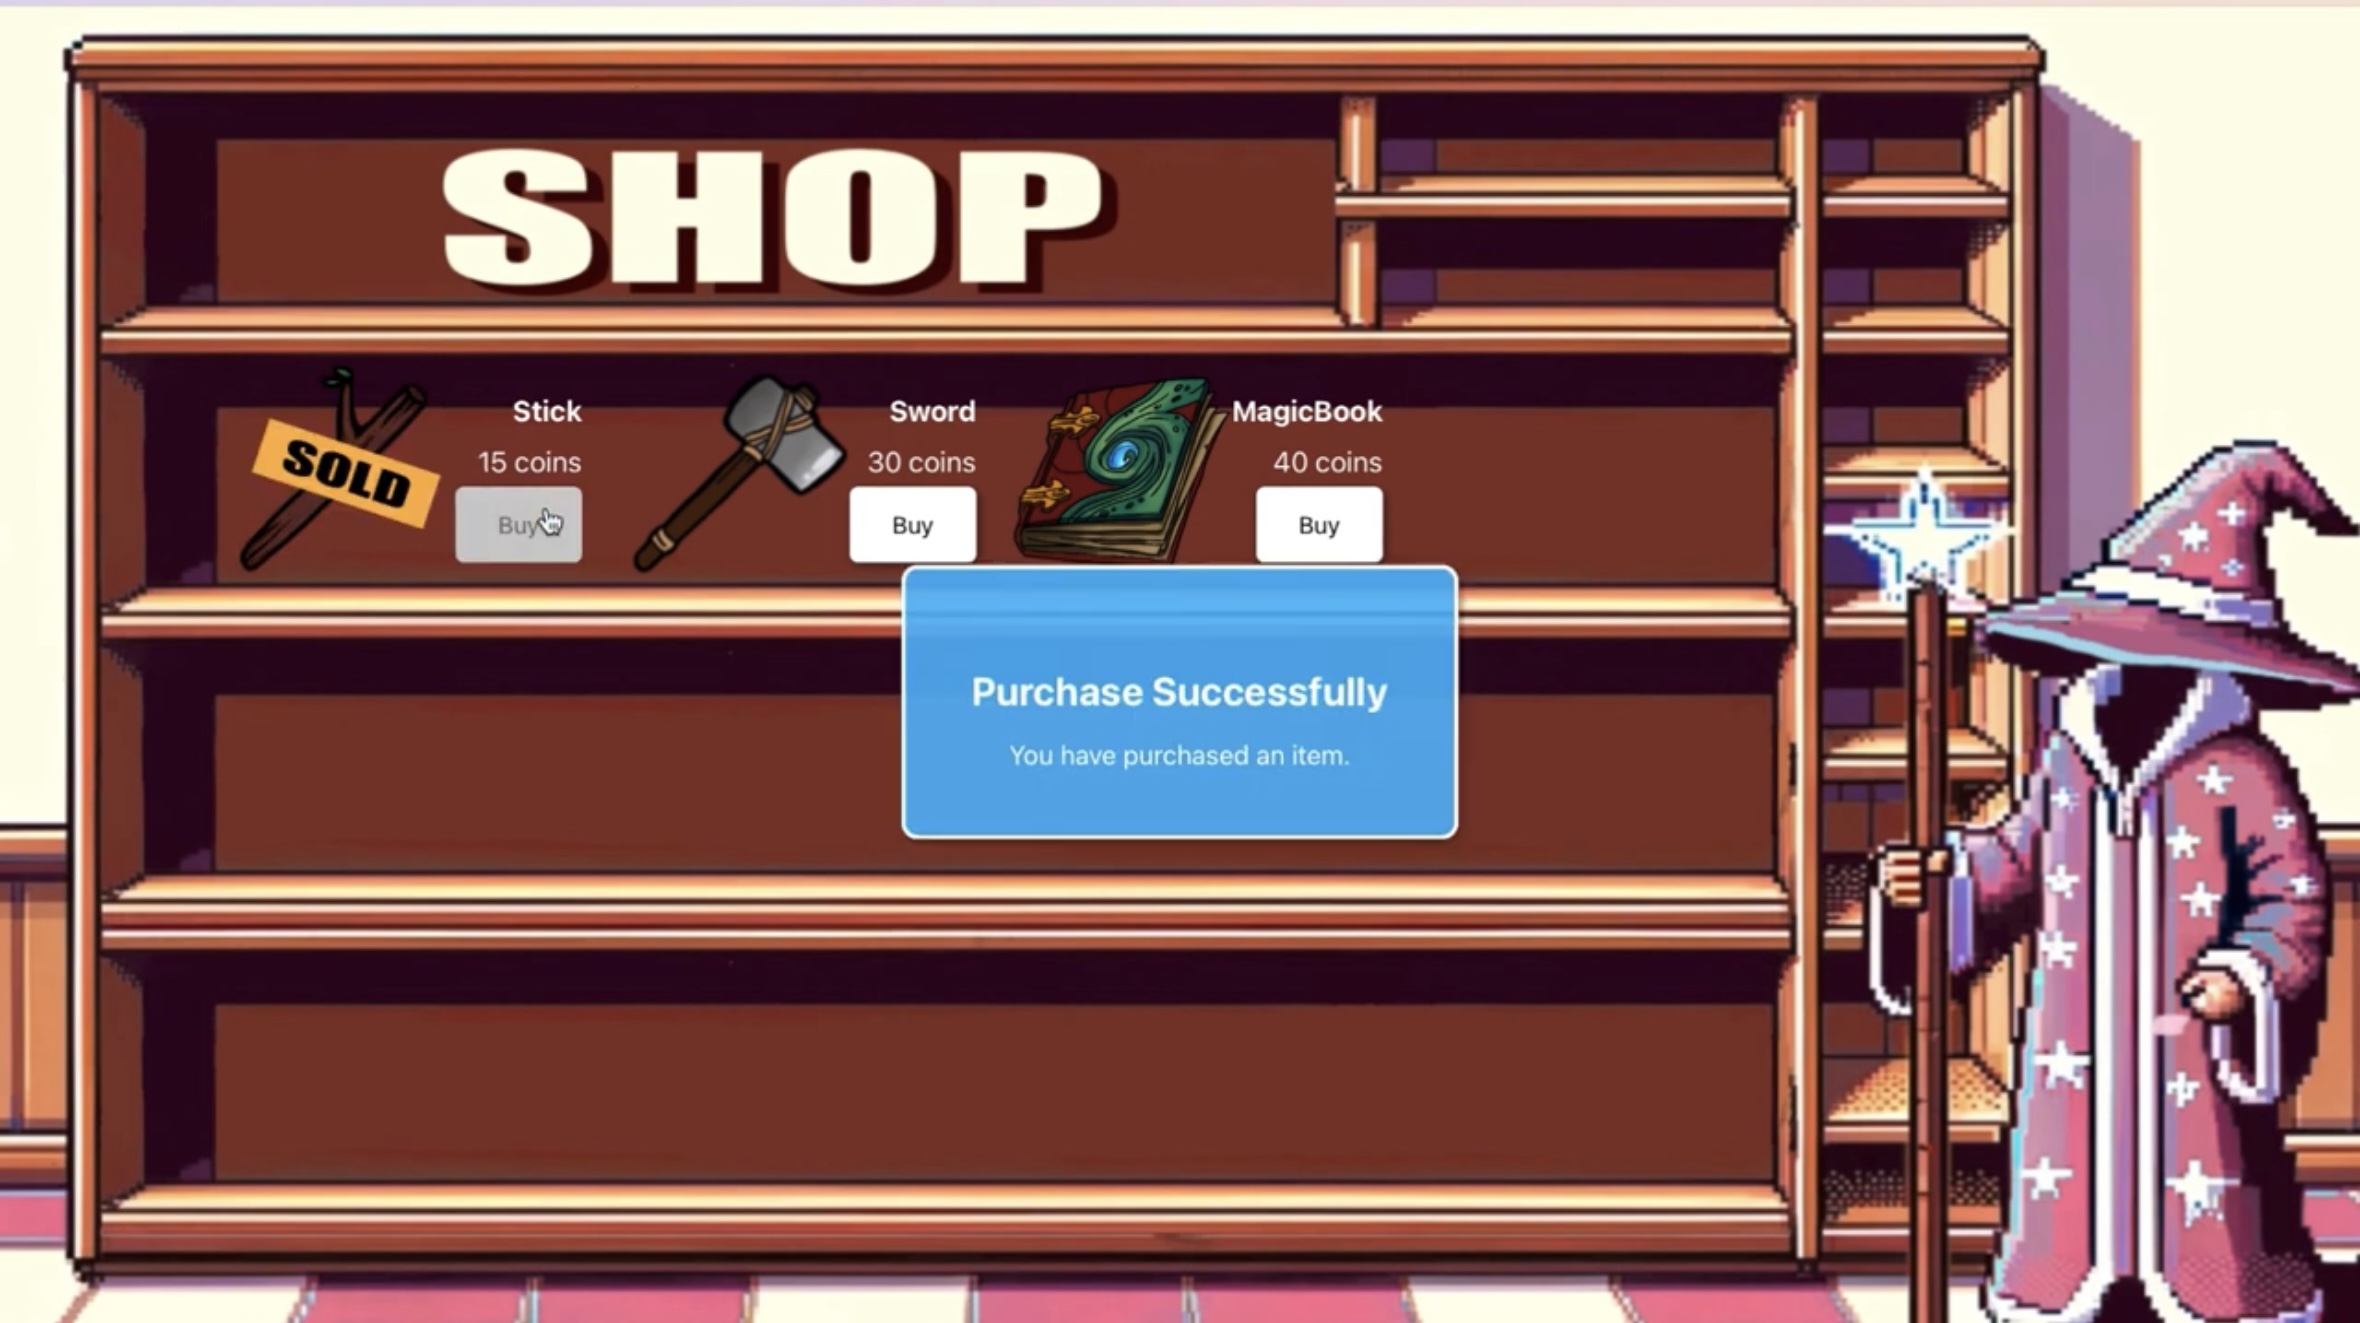 SHOP
SOLD
Stick
15 coins
Buy
Sword
30 coins
Buy
MagicBook
40 coins
Buy
Purchase Successfully
You have purchased an item.